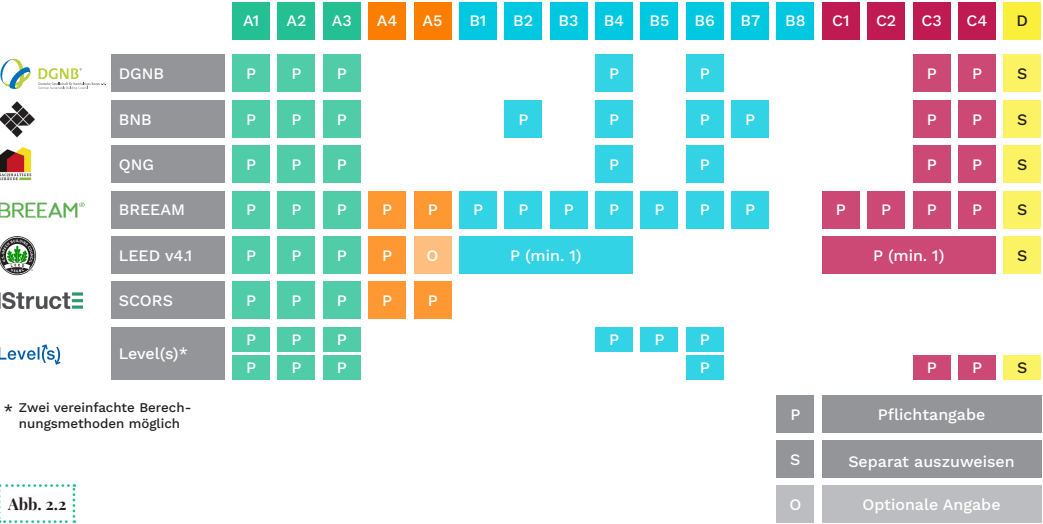 A1 A2 A3 A4 A5 B1 B2 B3 B4 B5 B6 B7 B8 C1 C2 C3 C4 D
DGNB® DGNB P P P P P P P S
BNB P P P P P P P P P S
QNG P P P P P P P S
BREEAM® BREEAM P P P P P P P P P P P P P P P P S
LEED v4.1 P P P P O P (min. 1) P (min. 1) S
IStructE SCORS P P P P P
Level(s) Level(s)* P P P P P P
P P P P P P S
* Zwei vereinfachte Berech-
nungsmethoden möglich
P Pflichtangabe
S Separat auszuweisen
O Optionale Angabe
Abb. 2.2